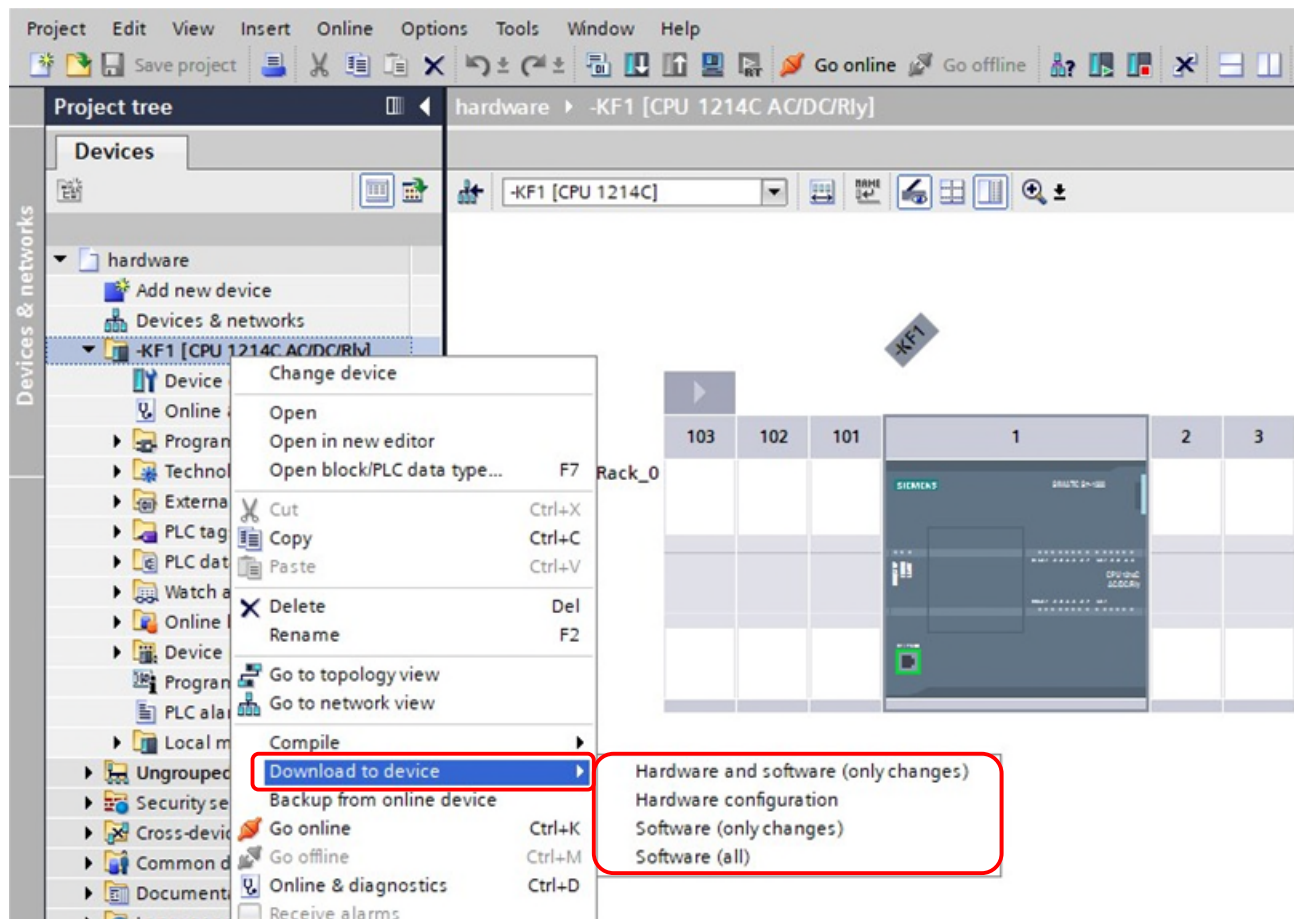 Project Edit View Insert Online Options Tools Window Help
Save project Go online Go offline
Project tree
hardware -KF1 [CPU 1214C AC/DC/Rly]
Devices
-KF1 [CPU 1214C]
Devices & networks
hardware
Add new device
Devices & networks
-KF1 [CPU 1214C AC/DC/Rly]
Device
Online
Program
Technol
Externa
PLC tag
PLC dat
Watch a
Online
Device
Program
PLC alar
Local m
Ungrouped
Security se
Cross-devic
Common d
Documenta
Change device
Open
Open in new editor
Open block/PLC data type... F7
Cut Ctrl+X
Copy Ctrl+C
Paste Ctrl+V
Delete Del
Rename F2
Go to topology view
Go to network view
Compile
Download to device
Backup from online device
Go online Ctrl+K
Go offline Ctrl+M
Online & diagnostics Ctrl+D
Receive alarms
Hardware and software (only changes)
Hardware configuration
Software (only changes)
Software (all)
-KF1
103 102 101 1 2 3
Rack_0
SIEMENS